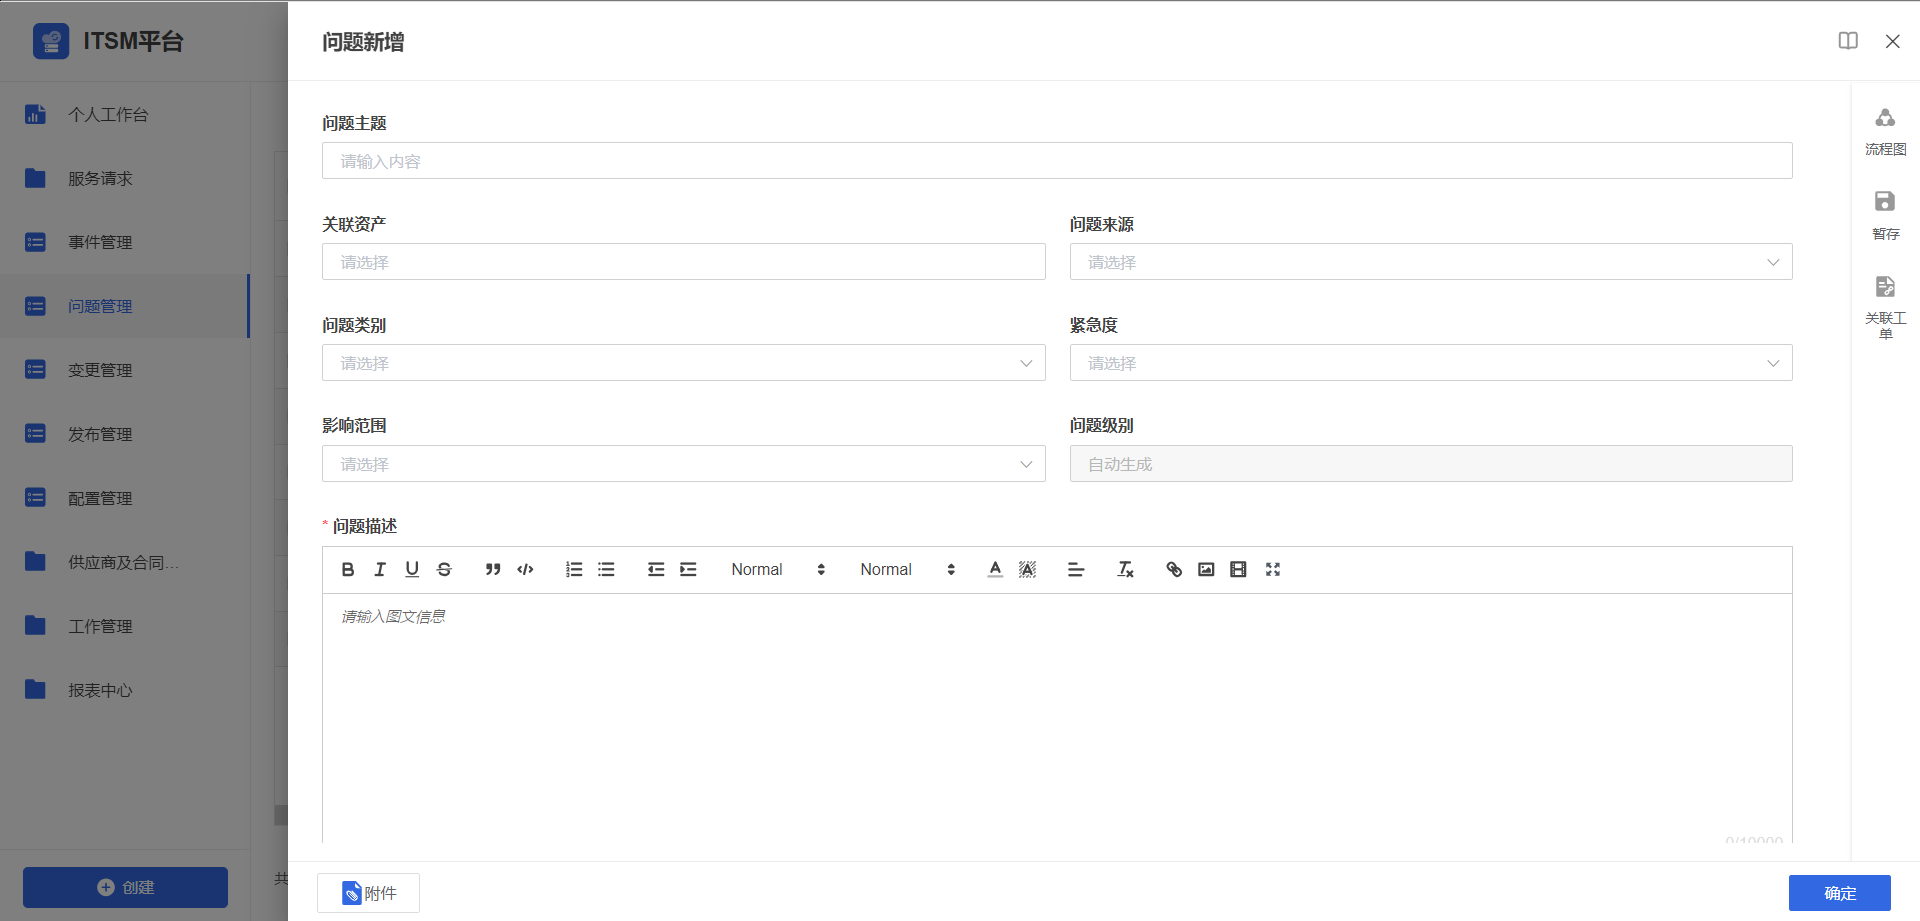 ITSM平台
个人工作台
服务请求
事件管理
问题管理
变更管理
发布管理
配置管理
供应商及合同...
工作管理
报表中心
创建
共
问题新增
问题主题
请输入内容
关联资产
请选择
问题来源
请选择
问题类别
请选择
紧急度
请选择
影响范围
请选择
问题级别
自动生成
* 问题描述
Normal
Normal
请输入图文信息
0/10000
附件
确定
流程图
暂存
关联工
单